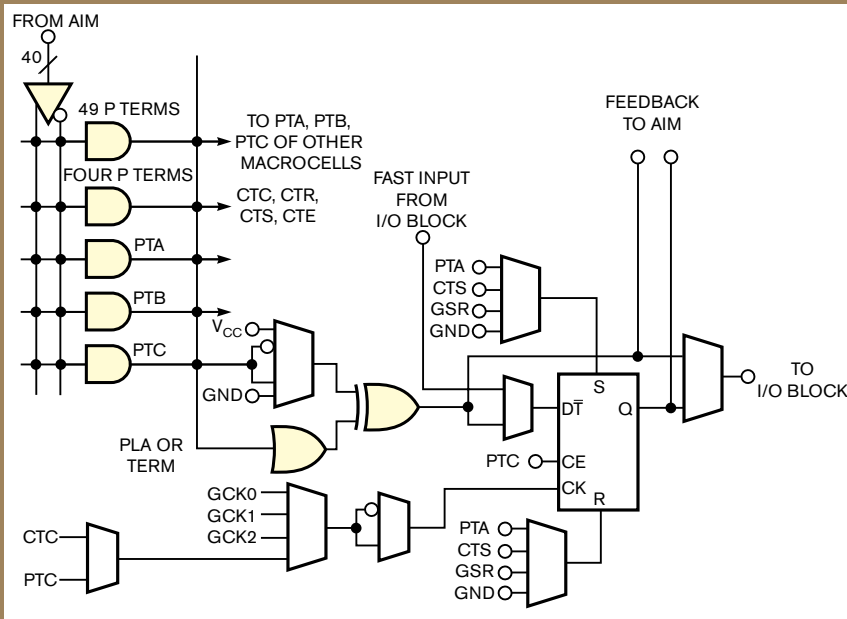 FROM AIM
40
49 P TERMS
TO PTA, PTB,
PTC OF OTHER
MACROCELLS
FOUR P TERMS
CTC, CTR,
CTS, CTE
PTA
PTB
PTC
VCC
GND
PLA OR
TERM
FAST INPUT
FROM
I/O BLOCK
FEEDBACK
TO AIM
PTA
CTS
GSR
GND
S
DT̅
Q
CE
CK
R
PTC
TO
I/O BLOCK
GCK0
GCK1
GCK2
CTC
PTC
PTA
CTS
GSR
GND